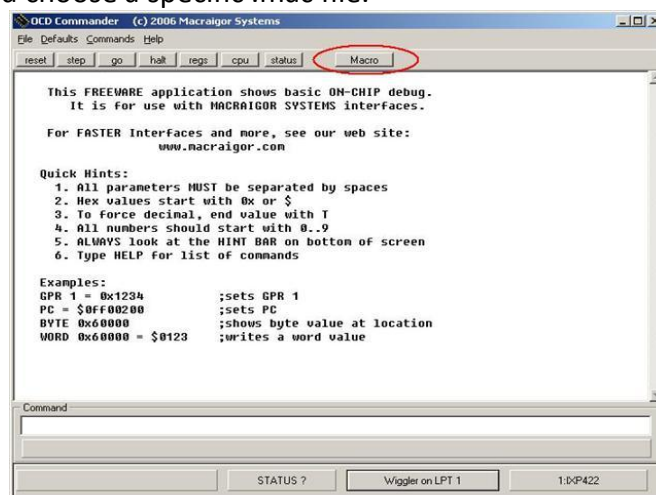 a choose a specific .mac file.
OCD Commander (c) 2006 Macraigor Systems
File Defaults Commands Help
reset step go halt regs cpu status Macro
This FREEWARE application shows basic ON-CHIP debug.
It is for use with MACRAIGOR SYSTEMS interfaces.
For FASTER Interfaces and more, see our web site:
www.macraigor.com
Quick Hints:
1. All parameters MUST be separated by spaces
2. Hex values start with 0x or $
3. To force decimal, end value with T
4. All numbers should start with 0..9
5. ALWAYS look at the HINT BAR on bottom of screen
6. Type HELP for list of commands
Examples:
GPR 1 = 0x1234 ;sets GPR 1
PC = $0ff00200 ;sets PC
BYTE 0x60000 ;shows byte value at location
WORD 0x60000 = $0123 ;writes a word value
Command
STATUS ? Wiggler on LPT 1 1:IXP422